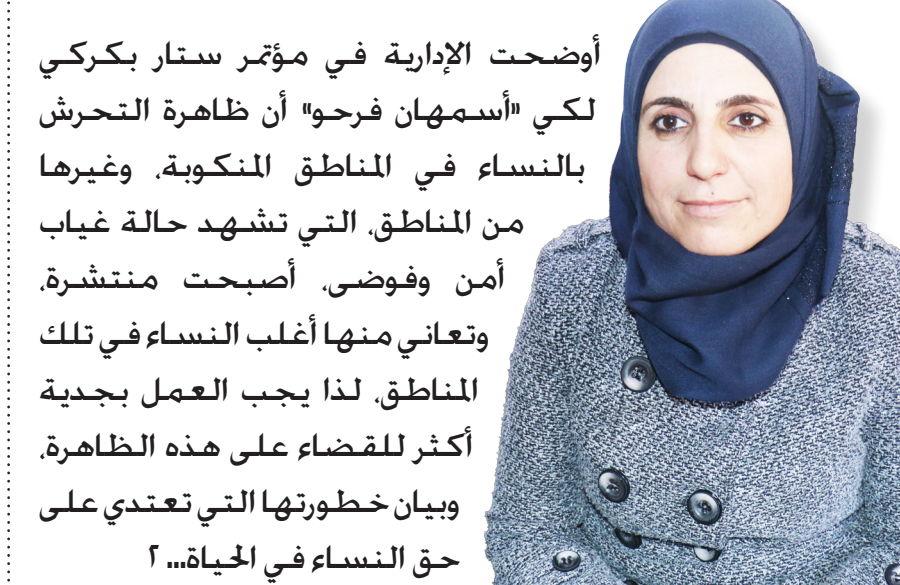 أوضحت الإدارية في مؤتمر ستار بكركي
لكي "أسمهان فرحو" أن ظاهرة التحرش
بالنساء في المناطق المنكوبة، وغيرها
من المناطق، التي تشهد حالة غياب
أمن وفوضى، أصبحت منتشرة،
وتعاني منها أغلب النساء في تلك
المناطق، لذا يجب العمل بجدية
أكثر للقضاء على هذه الظاهرة،
وبيان خطورتها التي تعتدي على
حق النساء في الحياة... ٢